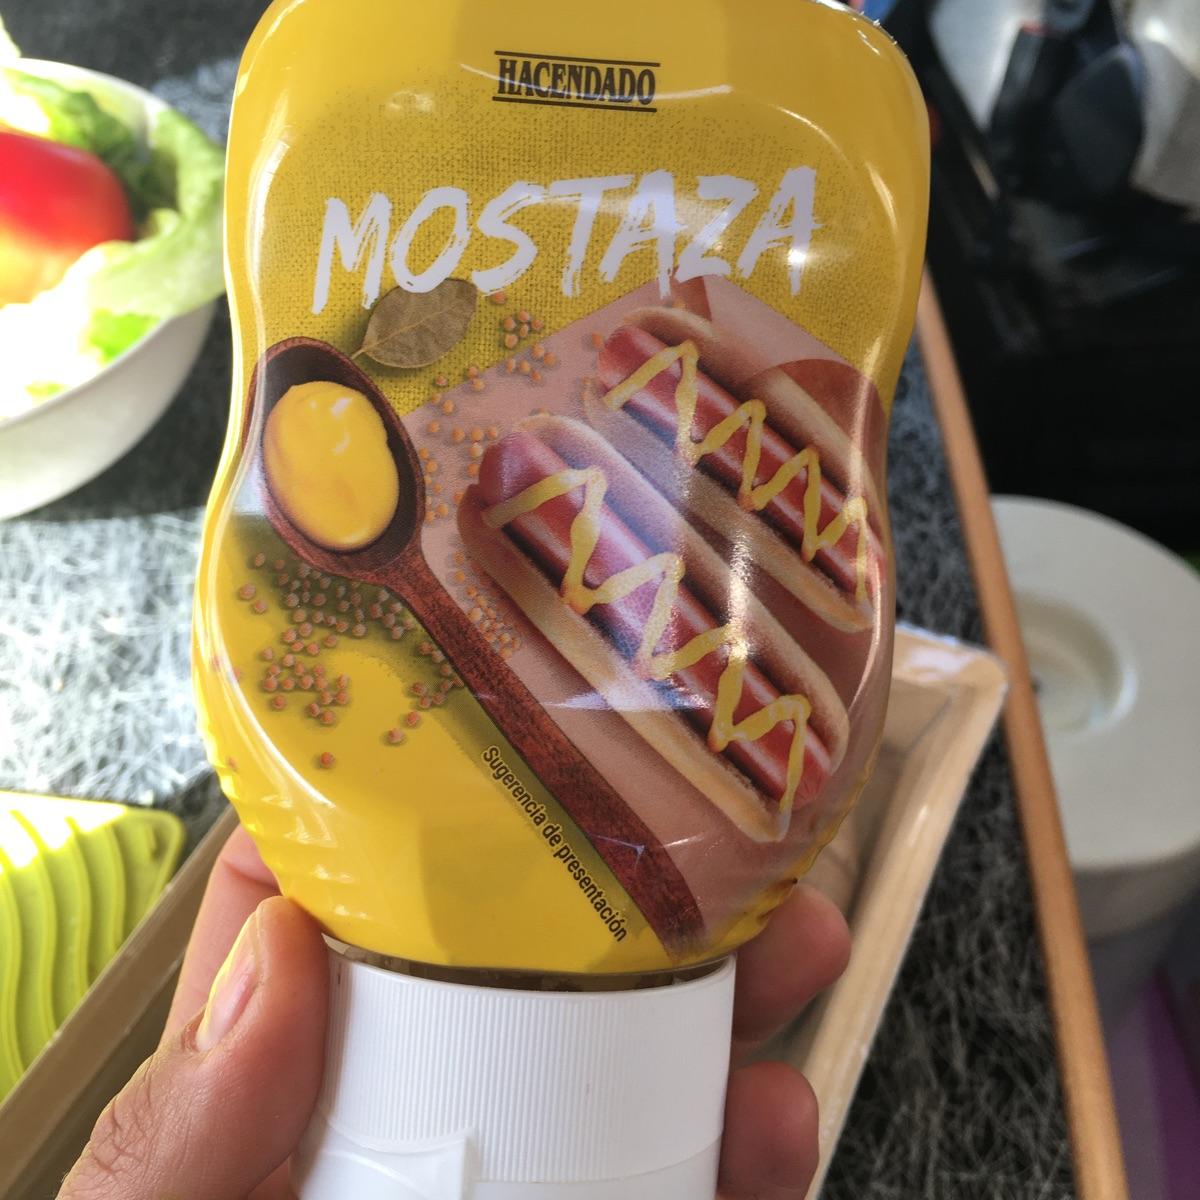 HACENDADO
MOSTAZA
Sugerencia de presentación